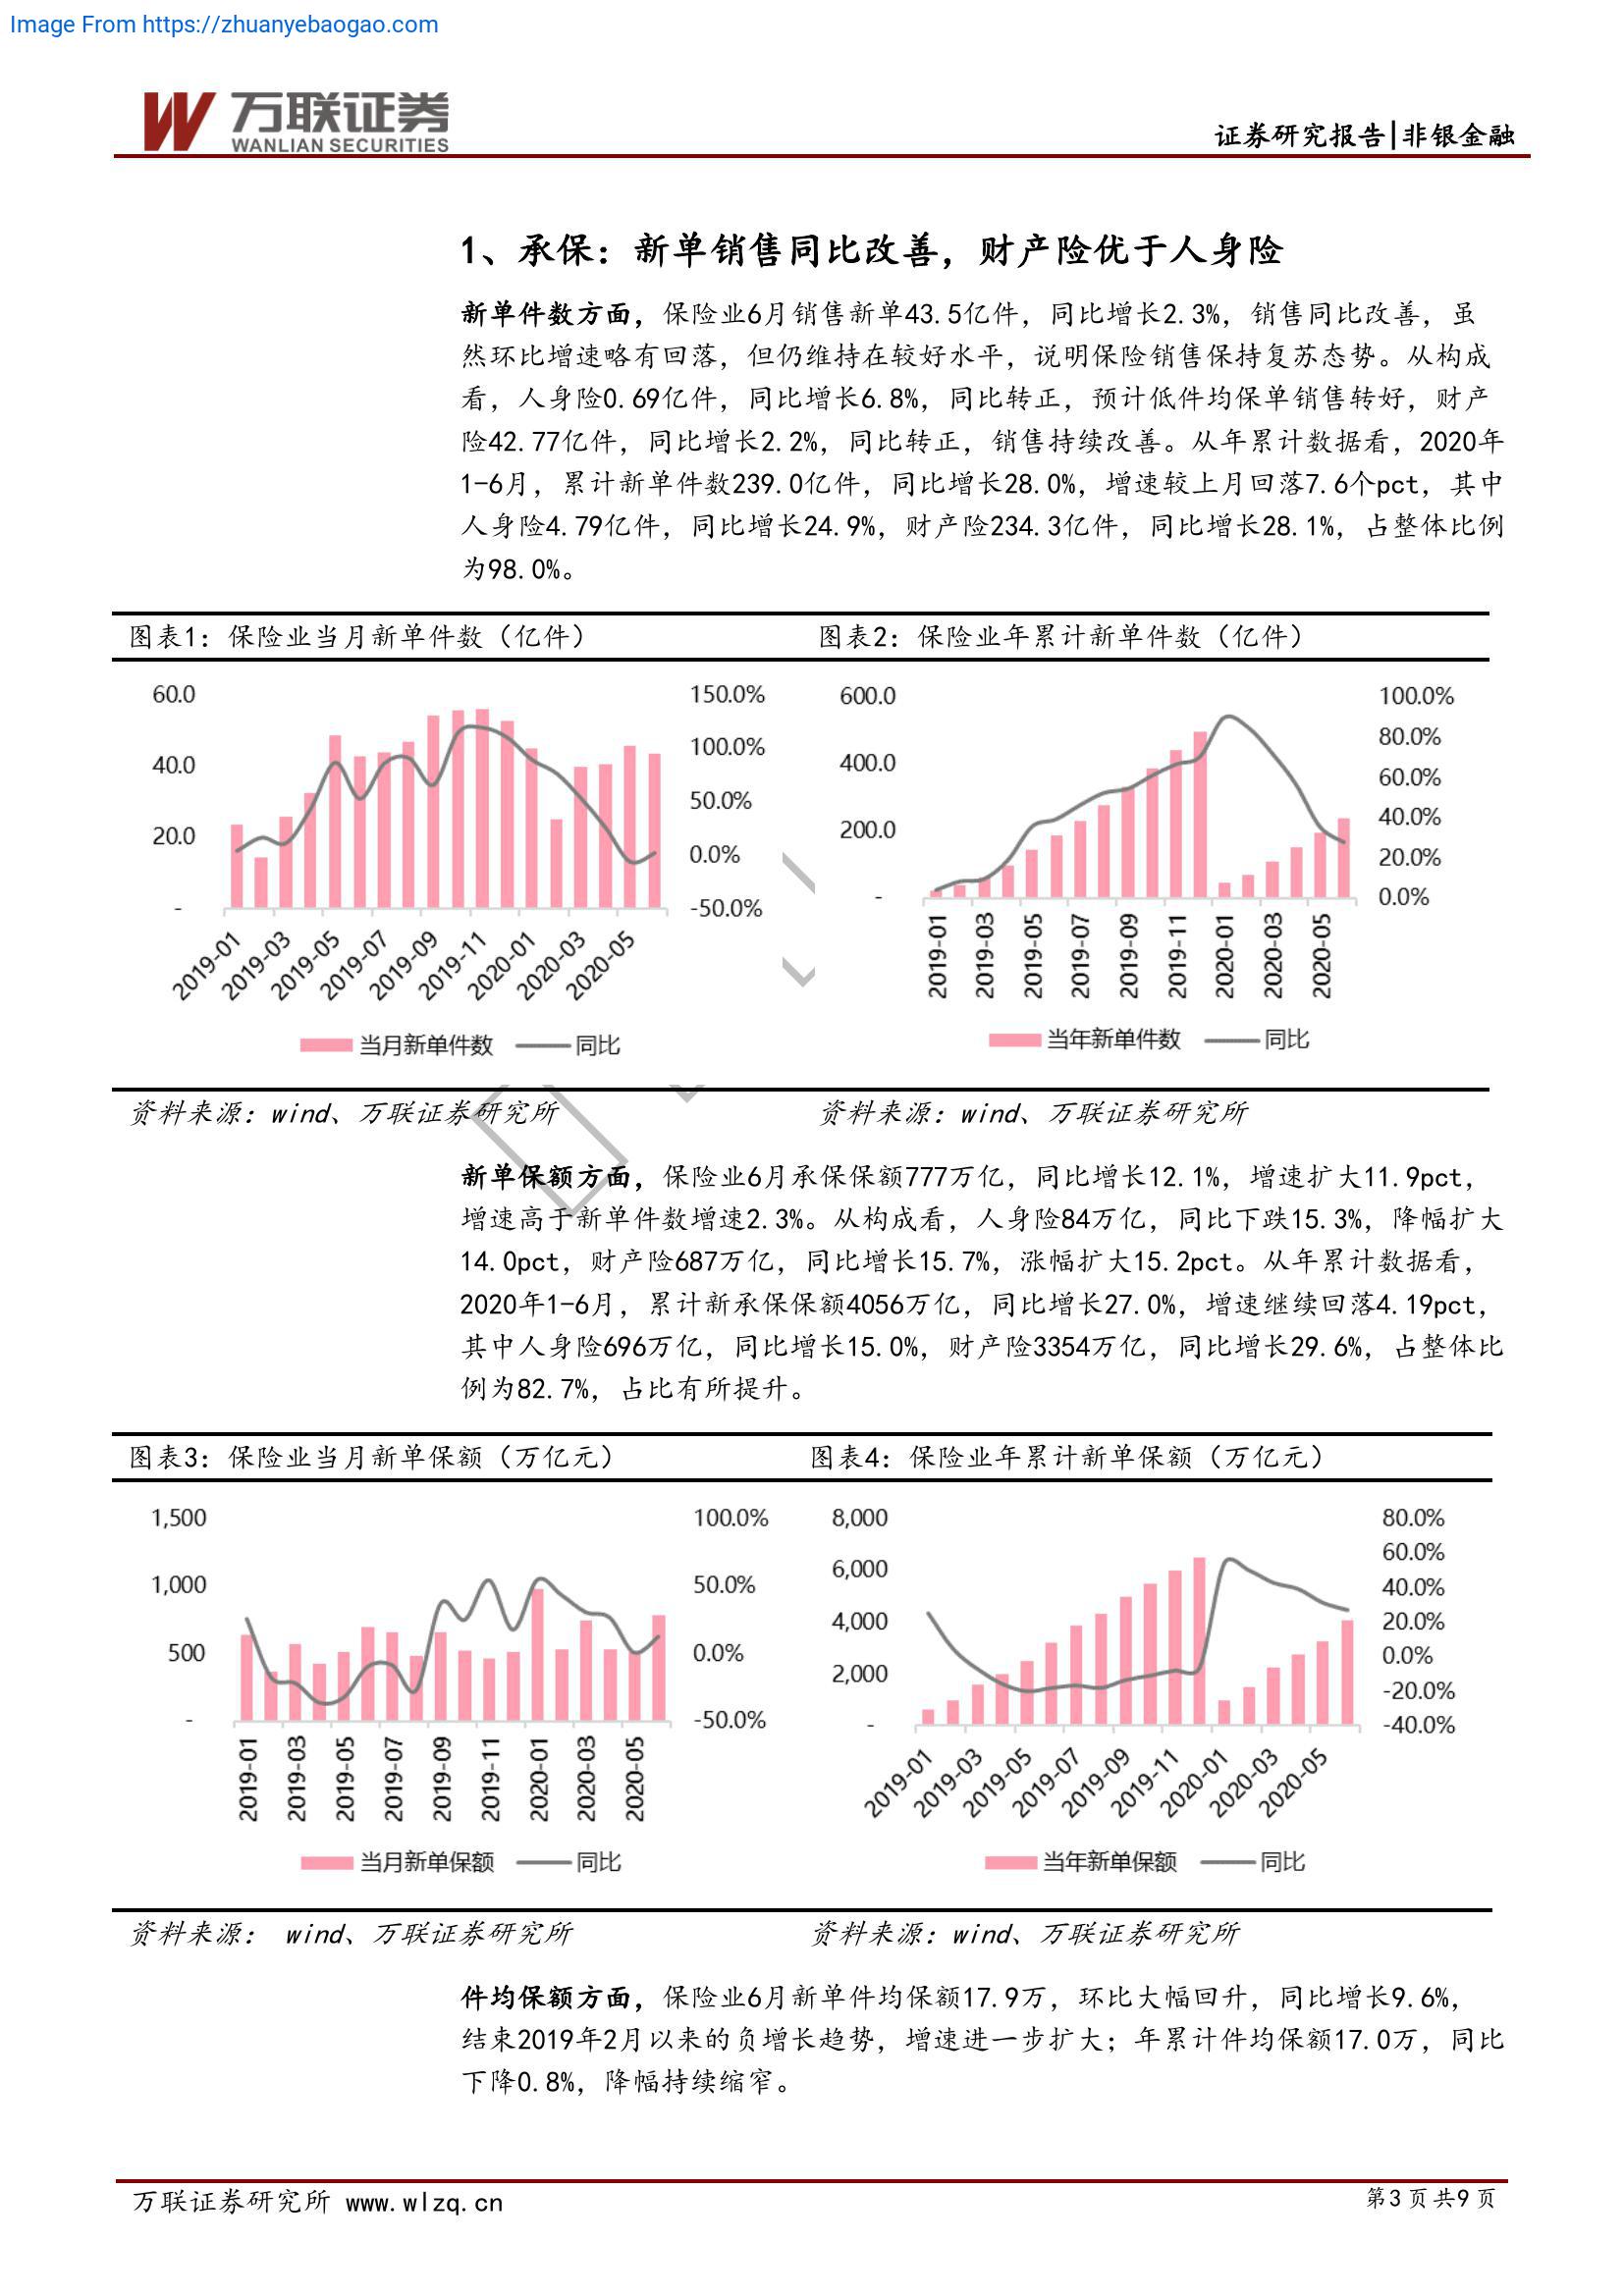 Image From https://zhuanyebaogao.com
万联证券
WANLIAN SECURITIES
证券研究报告|非银金融
1、承保：新单销售同比改善，财产险优于人身险
新单件数方面，保险业6月销售新单43.5亿件，同比增长2.3%，销售同比改善，虽
然环比增速略有回落，但仍维持在较好水平，说明保险销售保持复苏态势。从构成
看，人身险0.69亿件，同比增长6.8%，同比转正，预计低件均保单销售转好，财产
险42.77亿件，同比增长2.2%，同比转正，销售持续改善。从年累计数据看，2020年
1-6月，累计新单件数239.0亿件，同比增长28.0%，增速较上月回落7.6个pct，其中
人身险4.79亿件，同比增长24.9%，财产险234.3亿件，同比增长28.1%，占整体比例
为98.0%。
图表1：保险业当月新单件数（亿件）
60.0
40.0
20.0
-
150.0%
100.0%
50.0%
0.0%
-50.0%
2019-01
2019-03
2019-05
2019-07
2019-09
2019-11
2020-01
2020-03
2020-05
当月新单件数 同比
图表2：保险业年累计新单件数（亿件）
600.0
400.0
200.0
-
100.0%
80.0%
60.0%
40.0%
20.0%
0.0%
2019-01
2019-03
2019-05
2019-07
2019-09
2019-11
2020-01
2020-03
2020-05
当年新单件数 同比
资料来源：wind、万联证券研究所
资料来源：wind、万联证券研究所
新单保额方面，保险业6月承保保额777万亿，同比增长12.1%，增速扩大11.9pct，
增速高于新单件数增速2.3%。从构成看，人身险84万亿，同比下跌15.3%，降幅扩大
14.0pct，财产险687万亿，同比增长15.7%，涨幅扩大15.2pct。从年累计数据看，
2020年1-6月，累计新承保保额4056万亿，同比增长27.0%，增速继续回落4.19pct，
其中人身险696万亿，同比增长15.0%，财产险3354万亿，同比增长29.6%，占整体比
例为82.7%，占比有所提升。
图表3：保险业当月新单保额（万亿元）
1,500
1,000
500
-
100.0%
50.0%
0.0%
-50.0%
2019-01
2019-03
2019-05
2019-07
2019-09
2019-11
2020-01
2020-03
2020-05
当月新单保额 同比
图表4：保险业年累计新单保额（万亿元）
8,000
6,000
4,000
2,000
-
80.0%
60.0%
40.0%
20.0%
0.0%
-20.0%
-40.0%
2019-01
2019-03
2019-05
2019-07
2019-09
2019-11
2020-01
2020-03
2020-05
当年新单保额 同比
资料来源： wind、万联证券研究所
资料来源：wind、万联证券研究所
件均保额方面，保险业6月新单件均保额17.9万，环比大幅回升，同比增长9.6%，
结束2019年2月以来的负增长趋势，增速进一步扩大；年累计件均保额17.0万，同比
下降0.8%，降幅持续缩窄。
万联证券研究所 www.wlzq.cn
第 3 页 共 9 页